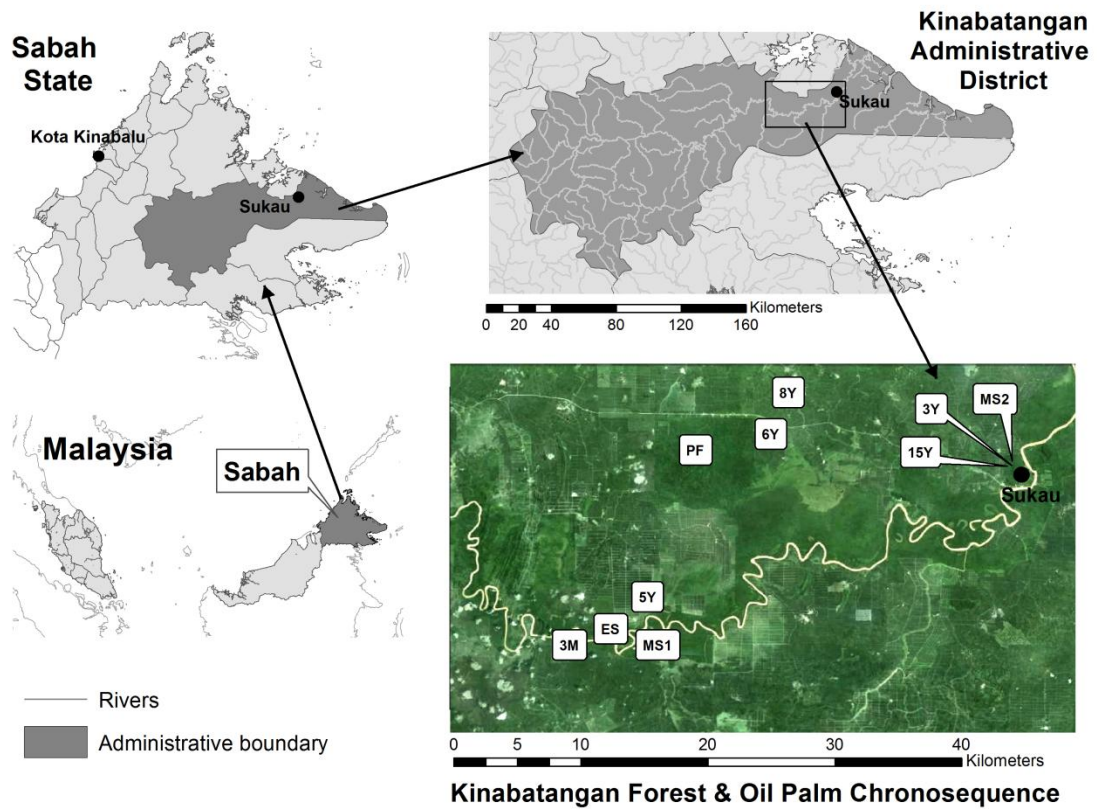 Sabah
State
Kota Kinabalu
Sukau
Kinabatangan
Administrative
District
Sukau
Kilometers
0 20 40 80 120 160
Malaysia
Sabah
8Y
3Y
MS2
6Y
PF
15Y
Sukau
5Y
ES
3M
MS1
Rivers
Administrative boundary
0 5 10 20 30 40
Kilometers
Kinabatangan Forest & Oil Palm Chronosequence